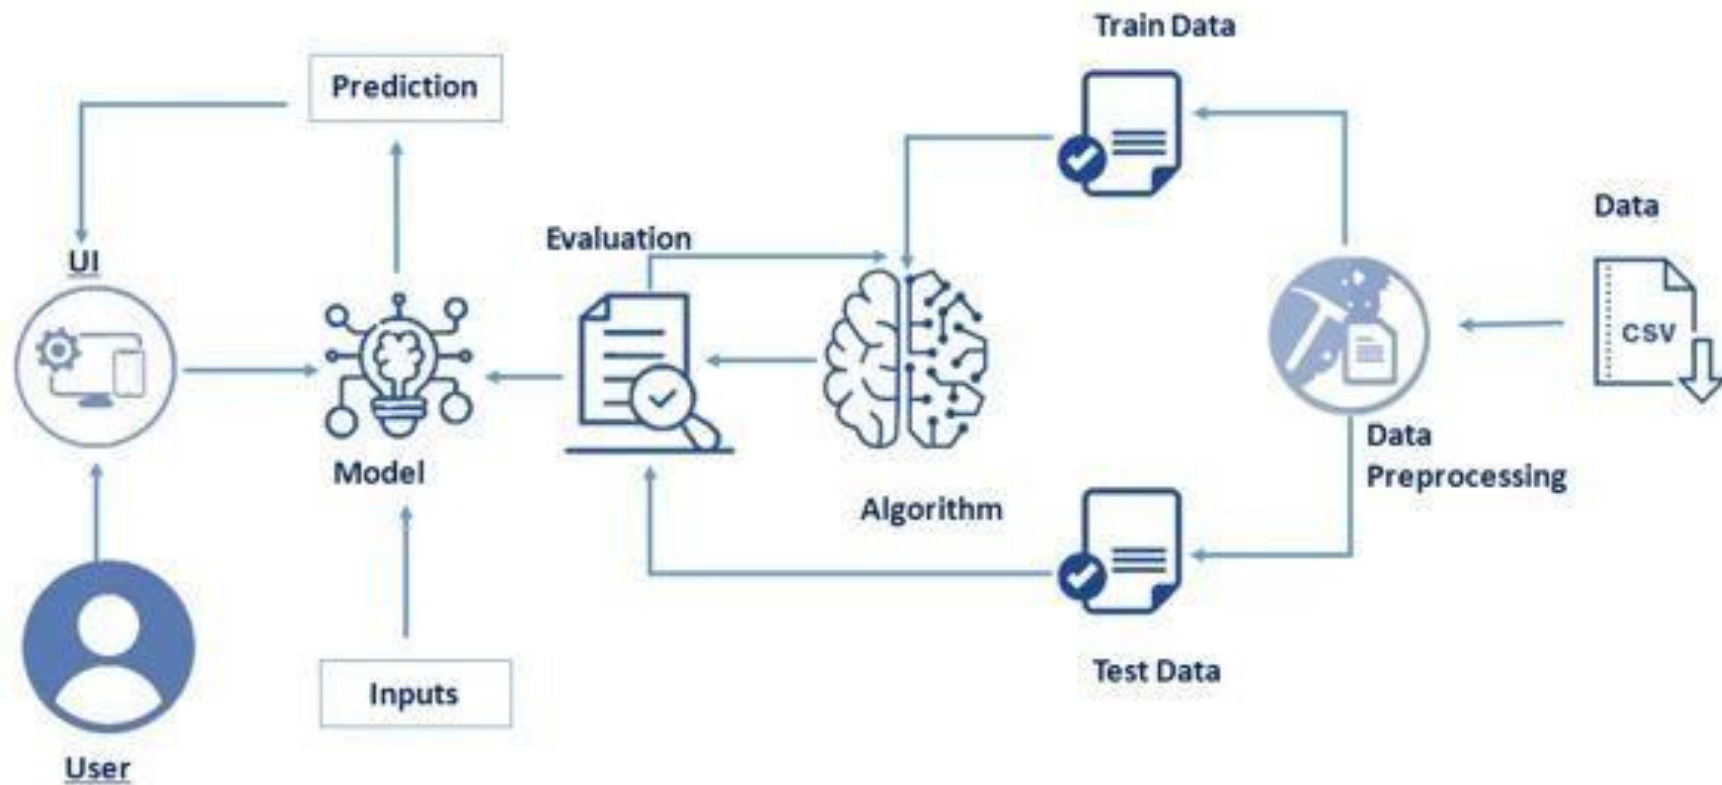 Train Data
Prediction
Data
Evaluation
UI
CSV
Data
Preprocessing
Model
Algorithm
Inputs
Test Data
User